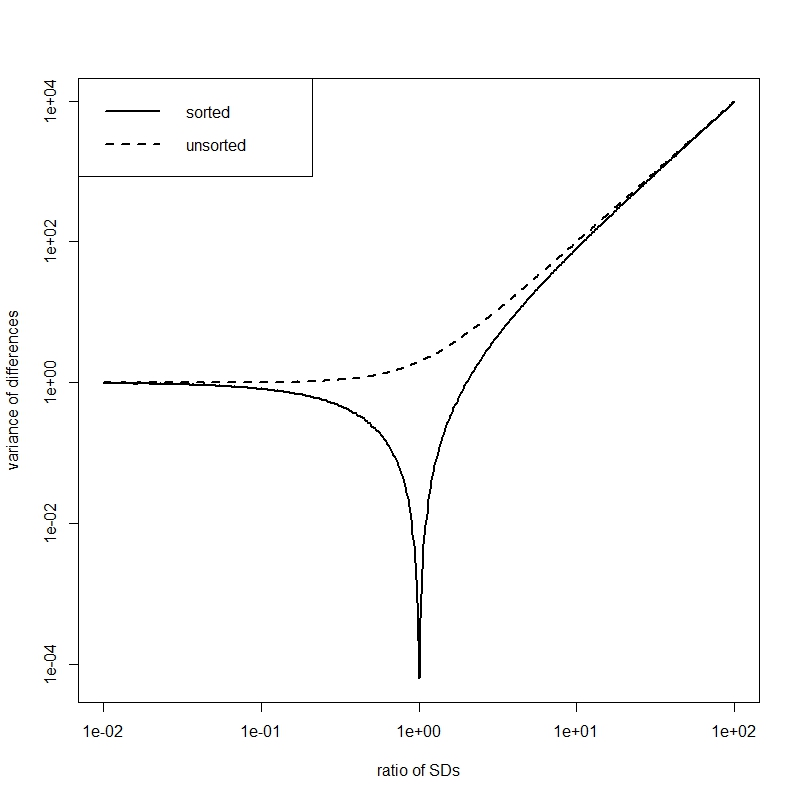 sorted
unsorted
1e+04
1e+02
1e+00
1e-02
1e-04
variance of differences
1e-02 1e-01 1e+00 1e+01 1e+02
ratio of SDs